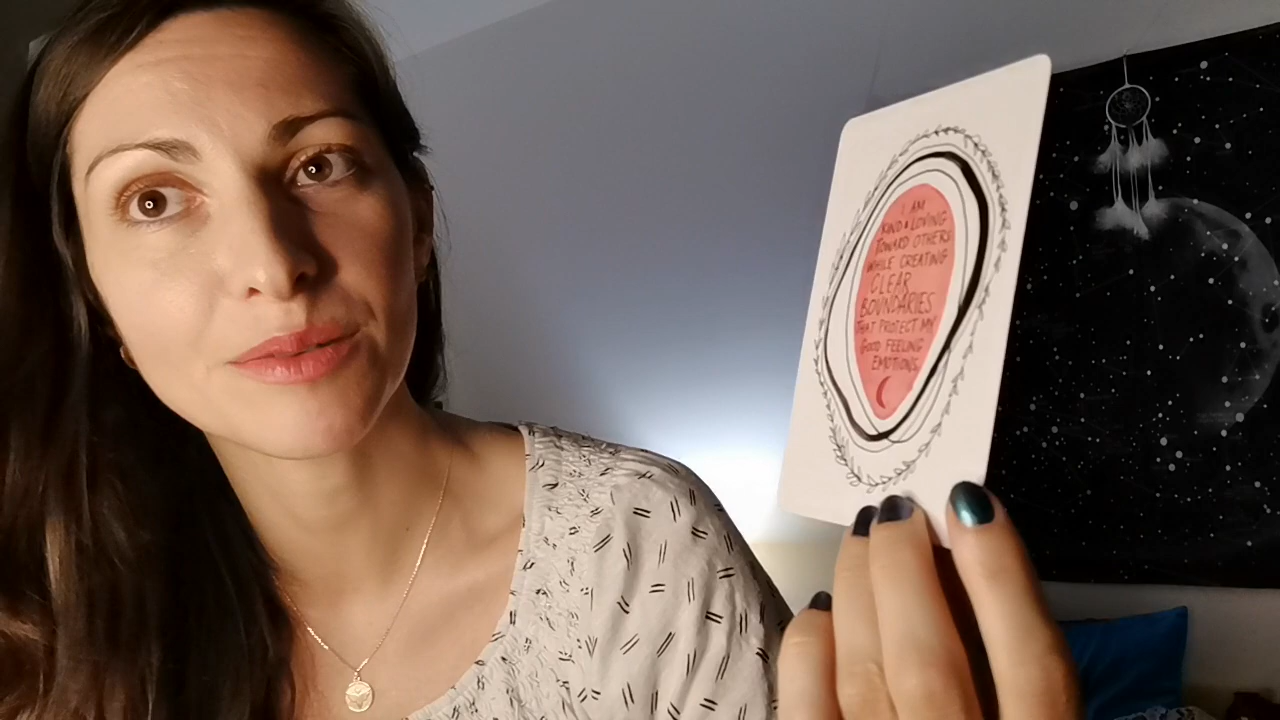 I AM
KIND & LOVING
TOWARD OTHERS
WHILE CREATING
CLEAR
BOUNDARIES
THAT PROTECT MY
GOOD FEELING
EMOTIONS.